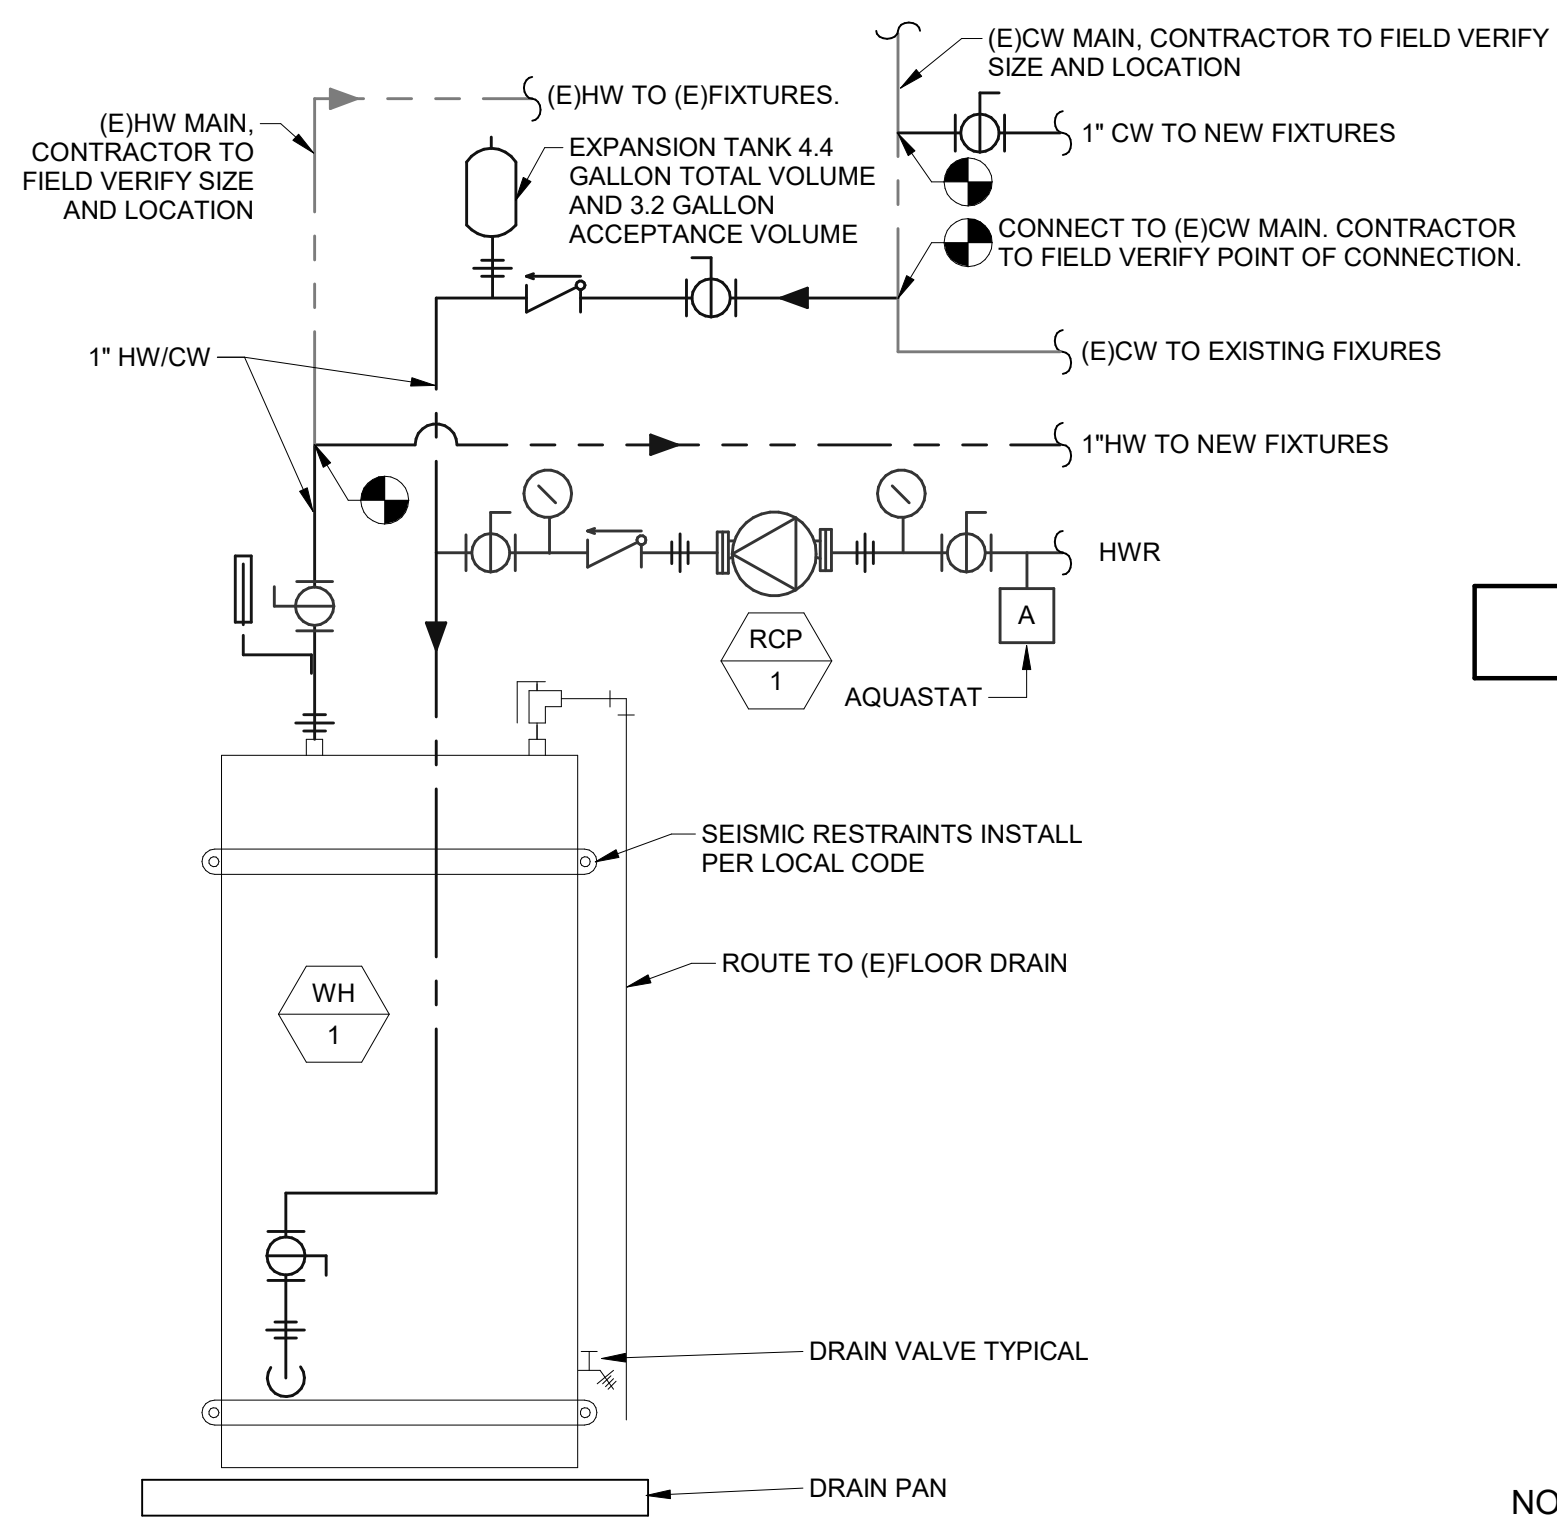 (E)CW MAIN, CONTRACTOR TO FIELD VERIFY
SIZE AND LOCATION
(E)HW TO (E)FIXTURES.
(E)HW MAIN,
CONTRACTOR TO
FIELD VERIFY SIZE
AND LOCATION
1" CW TO NEW FIXTURES
EXPANSION TANK 4.4
GALLON TOTAL VOLUME
AND 3.2 GALLON
ACCEPTANCE VOLUME
CONNECT TO (E)CW MAIN. CONTRACTOR
TO FIELD VERIFY POINT OF CONNECTION.
1" HW/CW
(E)CW TO EXISTING FIXURES
1"HW TO NEW FIXTURES
HWR
A
RCP
1
AQUASTAT
SEISMIC RESTRAINTS INSTALL
PER LOCAL CODE
ROUTE TO (E)FLOOR DRAIN
WH
1
DRAIN VALVE TYPICAL
DRAIN PAN
NO